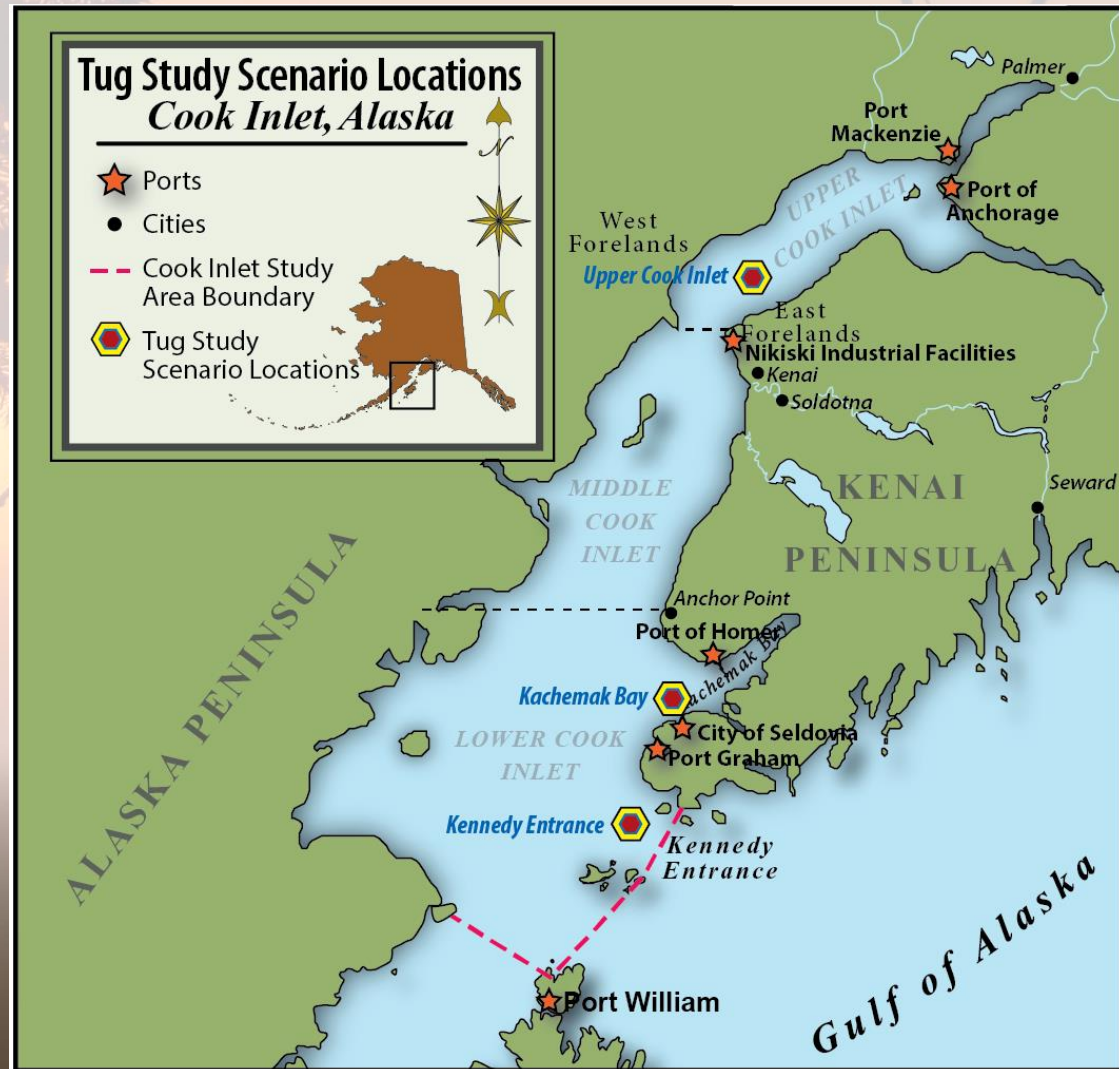 Tug Study Scenario Locations
Cook Inlet, Alaska
N
Ports
Cities
Cook Inlet Study
Area Boundary
Tug Study
Scenario Locations
Palmer
Port
Mackenzie
Port of
Anchorage
UPPER
COOK INLET
West
Forelands
Upper Cook Inlet
East
Forelands
Nikiski Industrial Facilities
Kenai
Soldotna
KENAI
PENINSULA
Seward
MIDDLE
COOK
INLET
ALASKA PENINSULA
Anchor Point
Port of Homer
Kachemak Bay
achemak Bay
City of Seldovia
Port Graham
LOWER COOK
INLET
Kennedy Entrance
Kennedy
Entrance
Port William
Gulf of Alaska